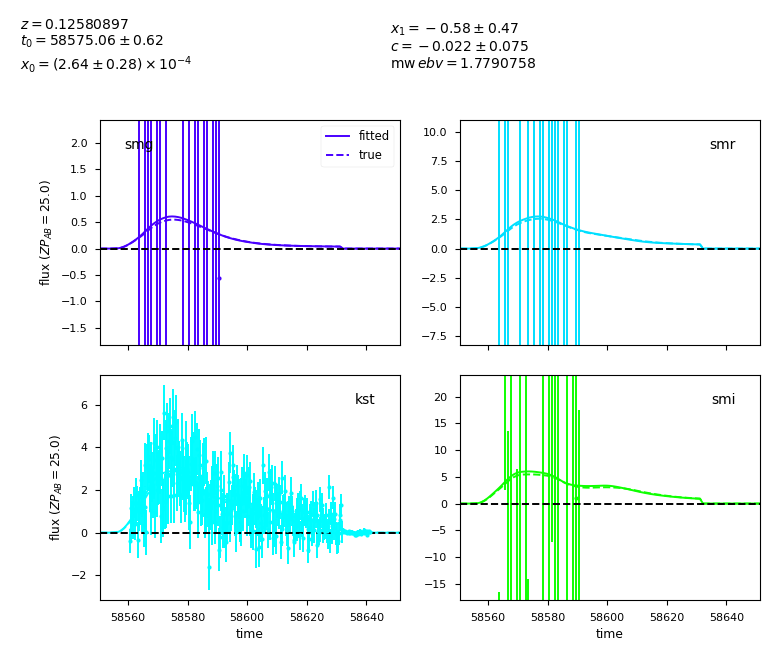 z = 0.12580897
t0 = 58575.06 ± 0.62
x0 = (2.64 ± 0.28) × 10^−4
x1 = −0.58 ± 0.47
c = −0.022 ± 0.075
mwebv = 1.7790758
smg
fitted
true
2.0
1.5
1.0
0.5
0.0
−0.5
−1.0
−1.5
flux (ZP_AB = 25.0)
smr
10.0
7.5
5.0
2.5
0.0
−2.5
−5.0
−7.5
kst
6
4
2
0
−2
flux (ZP_AB = 25.0)
58560 58580 58600 58620 58640
time
smi
20
15
10
5
0
−5
−10
−15
58560 58580 58600 58620 58640
time